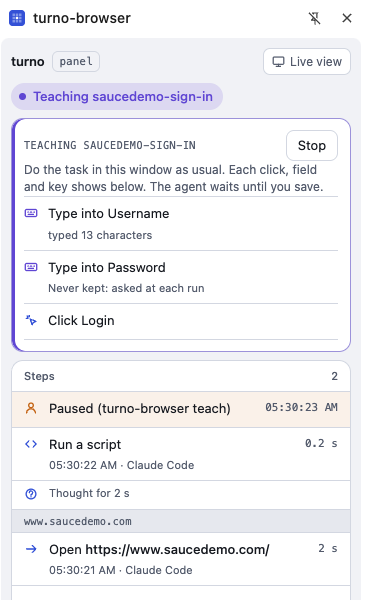 turno-browser
turno panel Live view
Teaching saucedemo-sign-in
TEACHING SAUCEDEMO-SIGN-IN Stop
Do the task in this window as usual. Each click, field
and key shows below. The agent waits until you save.
Type into Username
typed 13 characters
Type into Password
Never kept: asked at each run
Click Login
Steps 2
Paused (turno-browser teach) 05:30:23 AM
Run a script 0.2 s
05:30:22 AM · Claude Code
Thought for 2 s
www.saucedemo.com
Open https://www.saucedemo.com/ 2 s
05:30:21 AM · Claude Code